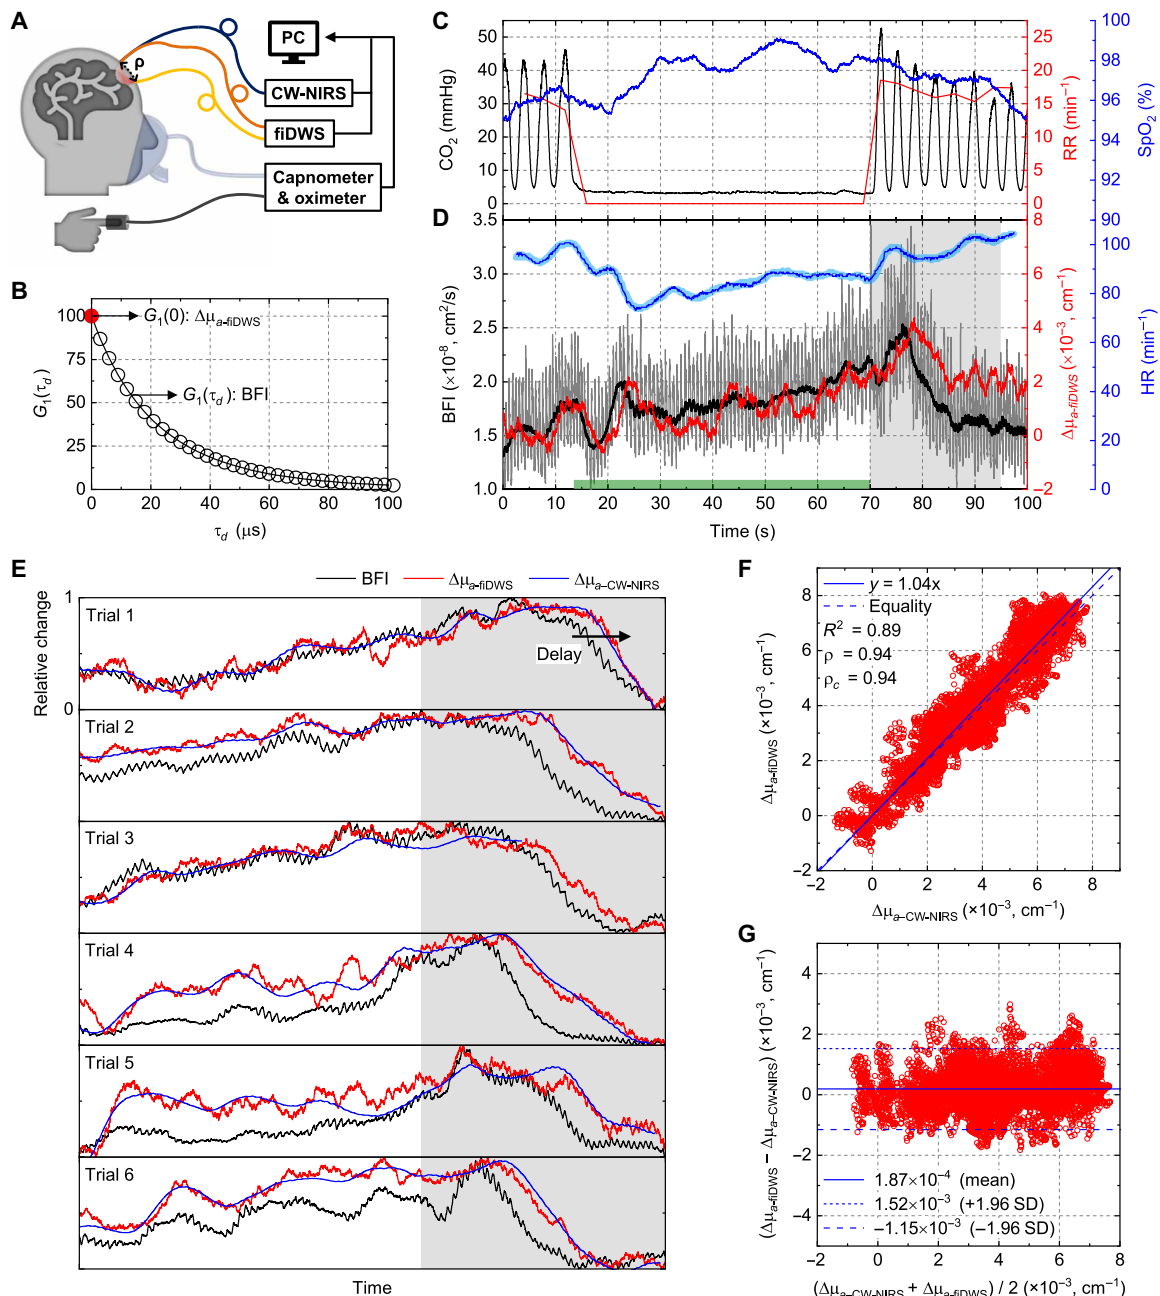 A
PC
ρ
CW-NIRS
fiDWS
Capnometer
& oximeter
B
G₁(τd)
100
75
50
25
0
G₁(0): Δμa-fiDWS
G₁(τd): BFI
0 20 40 60 80 100
τd (μs)
C
CO₂ (mmHg)
50
40
30
20
10
0
25
20
15
10
5
0
RR (min⁻¹)
100
98
96
94
92
90
SpO₂ (%)
D
BFI (×10⁻⁸, cm²/s)
3.5
3.0
2.5
2.0
1.5
1.0
8
6
4
2
0
−2
Δμa-fiDWS (×10⁻³, cm⁻¹)
100
80
60
40
20
0
HR (min⁻¹)
0 10 20 30 40 50 60 70 80 90 100
Time (s)
E
BFI Δμa-fiDWS Δμa−CW-NIRS
Relative change
1
0
Trial 1
Delay
Trial 2
Trial 3
Trial 4
Trial 5
Trial 6
Time
F
y = 1.04x
Equality
R² = 0.89
ρ = 0.94
ρc = 0.94
Δμa-fiDWS (×10⁻³, cm⁻¹)
8
6
4
2
0
−2
−2 0 2 4 6 8
Δμa−CW-NIRS (×10⁻³, cm⁻¹)
G
(Δμa-fiDWS − Δμa−CW-NIRS) (×10⁻³, cm⁻¹)
4
2
0
−2
−4
1.87×10⁻⁴ (mean)
1.52×10⁻³ (+1.96 SD)
−1.15×10⁻³ (−1.96 SD)
−2 0 2 4 6 8
(Δμa−CW-NIRS + Δμa-fiDWS) / 2 (×10⁻³, cm⁻¹)